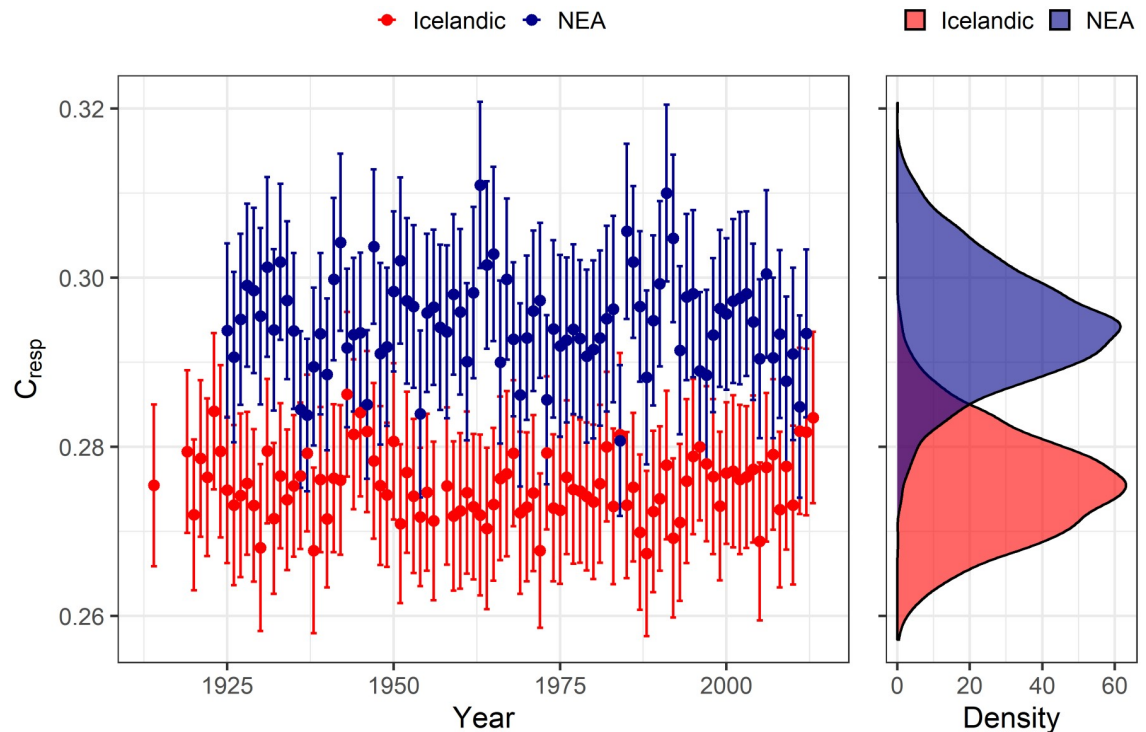 Icelandic NEA
Icelandic NEA
0.32
0.30
0.28
0.26
C_resp
1925 1950 1975 2000
Year
0 20 40 60
Density